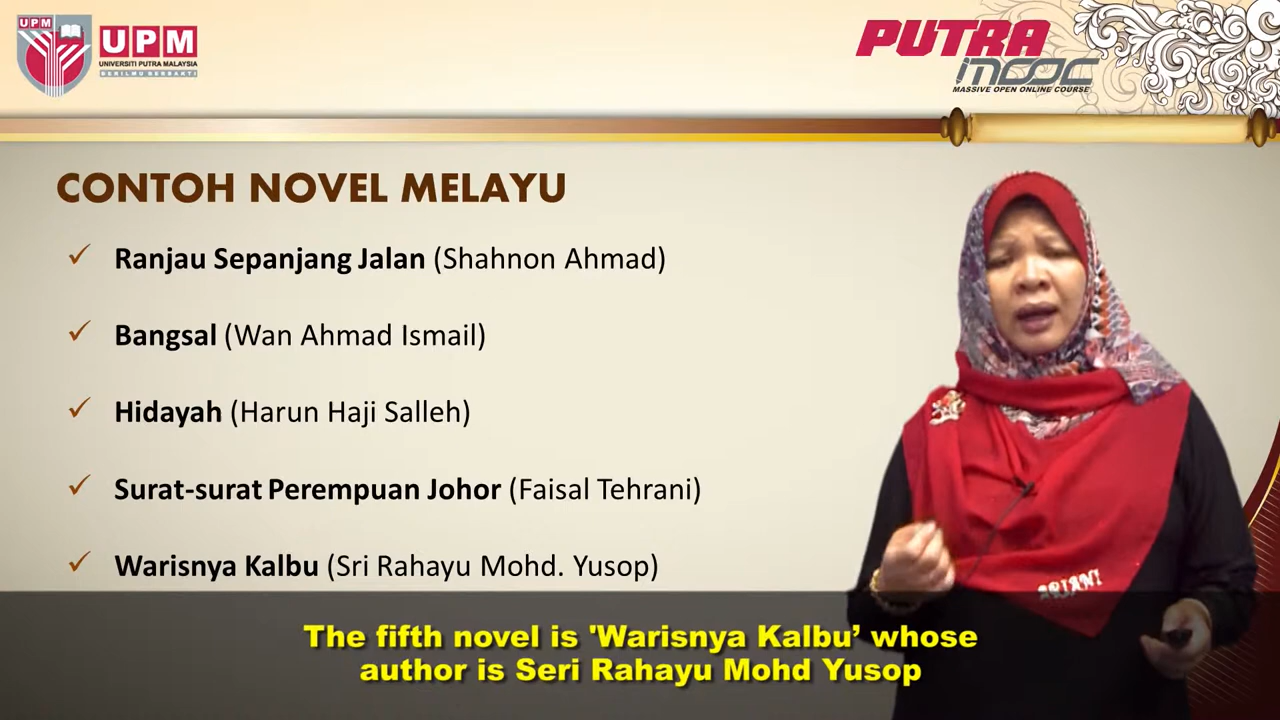 UPM
UPM
UNIVERSITI PUTRA MALAYSIA
BERILMU BERBAKTI
PUTRA
mooc
MASSIVE OPEN ONLINE COURSE
CONTOH NOVEL MELAYU
✓ Ranjau Sepanjang Jalan (Shahnon Ahmad)
✓ Bangsal (Wan Ahmad Ismail)
✓ Hidayah (Harun Haji Salleh)
✓ Surat-surat Perempuan Johor (Faisal Tehrani)
✓ Warisnya Kalbu (Sri Rahayu Mohd. Yusop)
ARIANI
The fifth novel is 'Warisnya Kalbu’ whose
author is Seri Rahayu Mohd Yusop